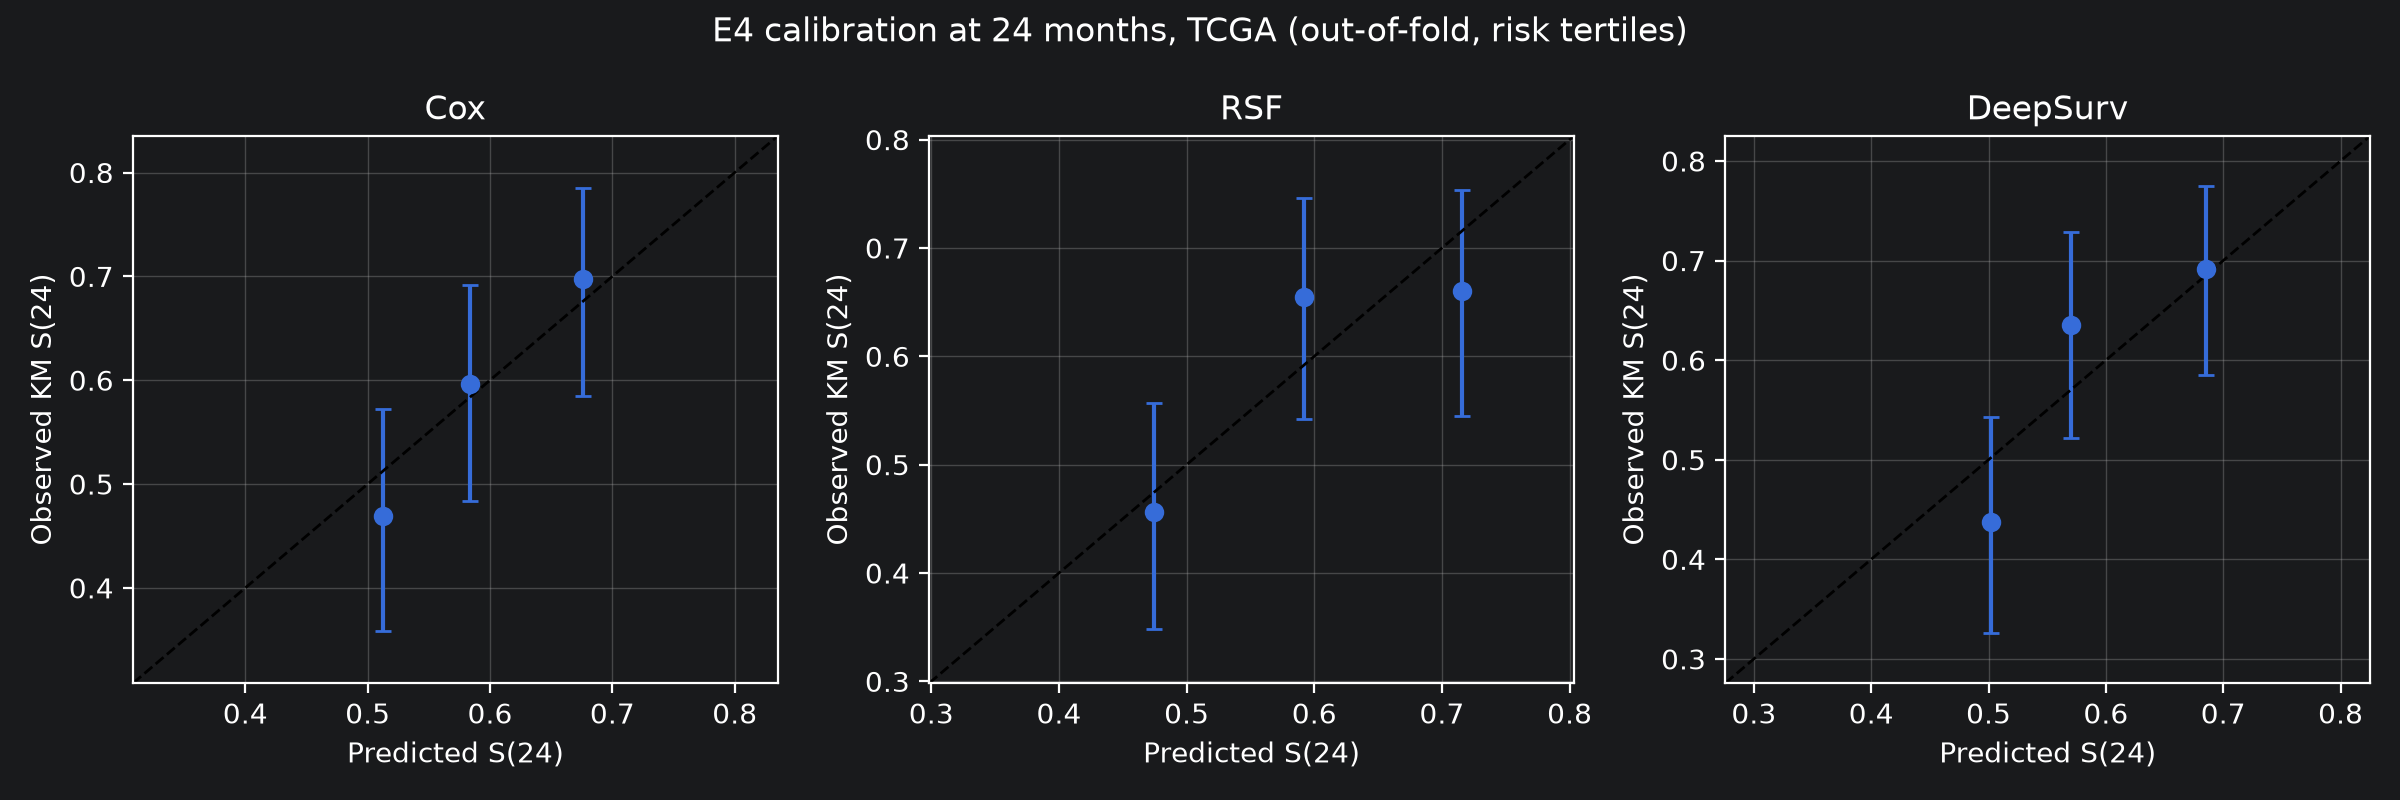 E4 calibration at 24 months, TCGA (out-of-fold, risk tertiles)
Cox
Observed KM S(24)
0.8
0.7
0.6
0.5
0.4
0.4 0.5 0.6 0.7 0.8
Predicted S(24)
RSF
Observed KM S(24)
0.8
0.7
0.6
0.5
0.4
0.3
0.3 0.4 0.5 0.6 0.7 0.8
Predicted S(24)
DeepSurv
Observed KM S(24)
0.8
0.7
0.6
0.5
0.4
0.3
0.3 0.4 0.5 0.6 0.7 0.8
Predicted S(24)